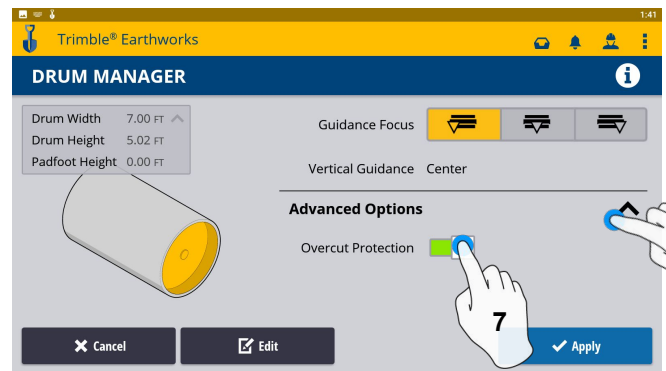 1:41
Trimble® Earthworks
DRUM MANAGER
Drum Width 7.00 FT
Drum Height 5.02 FT
Padfoot Height 0.00 FT
Guidance Focus
Vertical Guidance Center
Advanced Options
Overcut Protection
7
Cancel
Edit
Apply